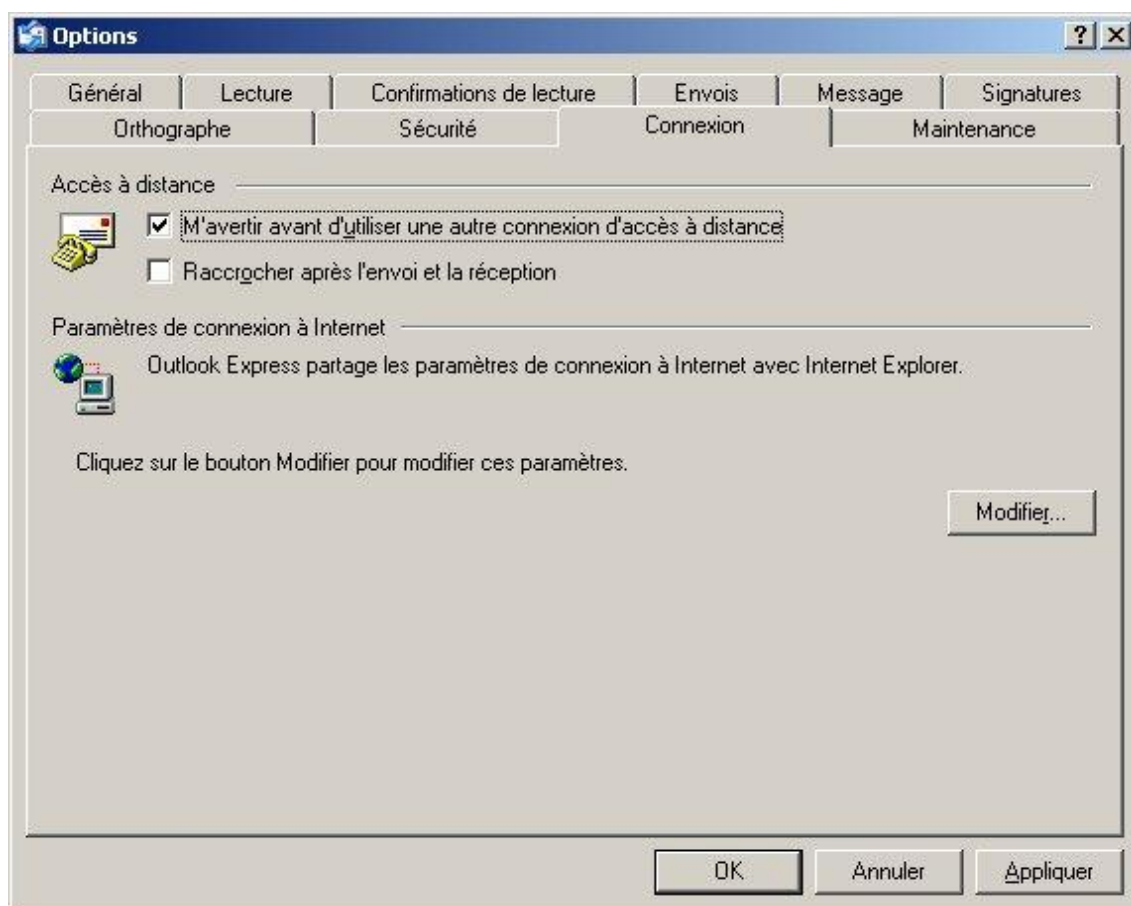 Options
Général Lecture Confirmations de lecture Envois Message Signatures
Orthographe Sécurité Connexion Maintenance
Accès à distance
M'avertir avant d'utiliser une autre connexion d'accès à distance
Raccrocher après l'envoi et la réception
Paramètres de connexion à Internet
Outlook Express partage les paramètres de connexion à Internet avec Internet Explorer.
Cliquez sur le bouton Modifier pour modifier ces paramètres.
Modifier...
OK Annuler Appliquer